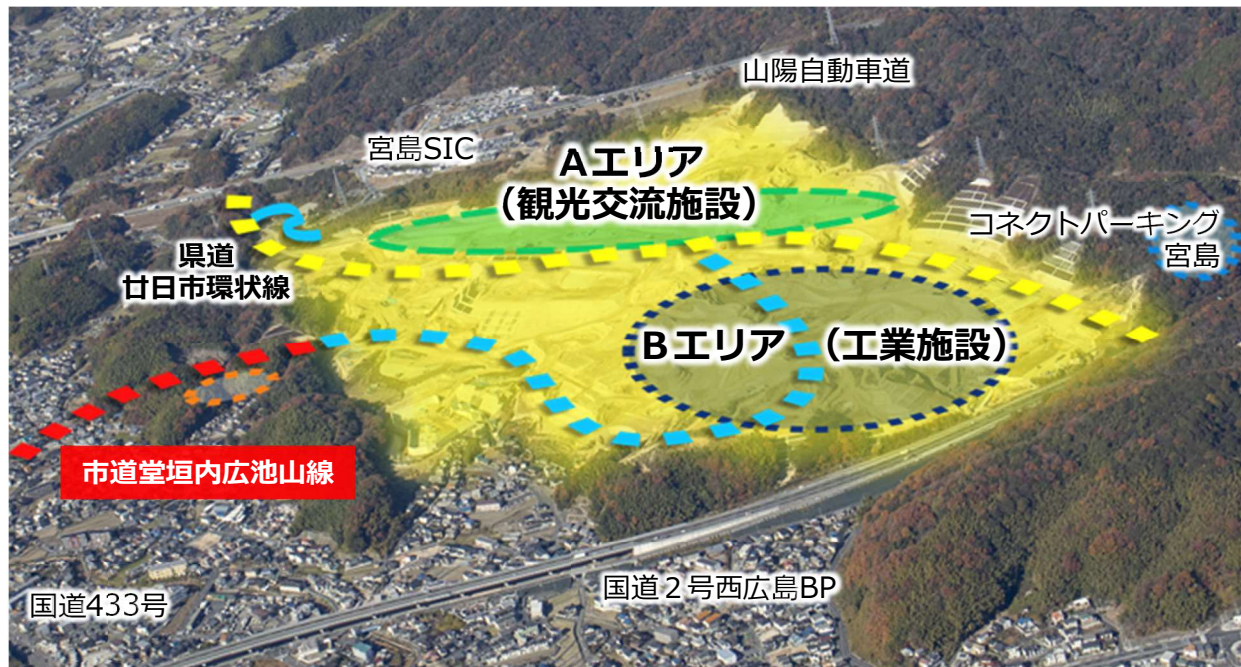 山陽自動車道
宮島SIC
Aエリア
（観光交流施設）
コネクトパーキング
宮島
県道
廿日市環状線
Bエリア （工業施設）
市道堂垣内広池山線
国道２号西広島BP
国道433号